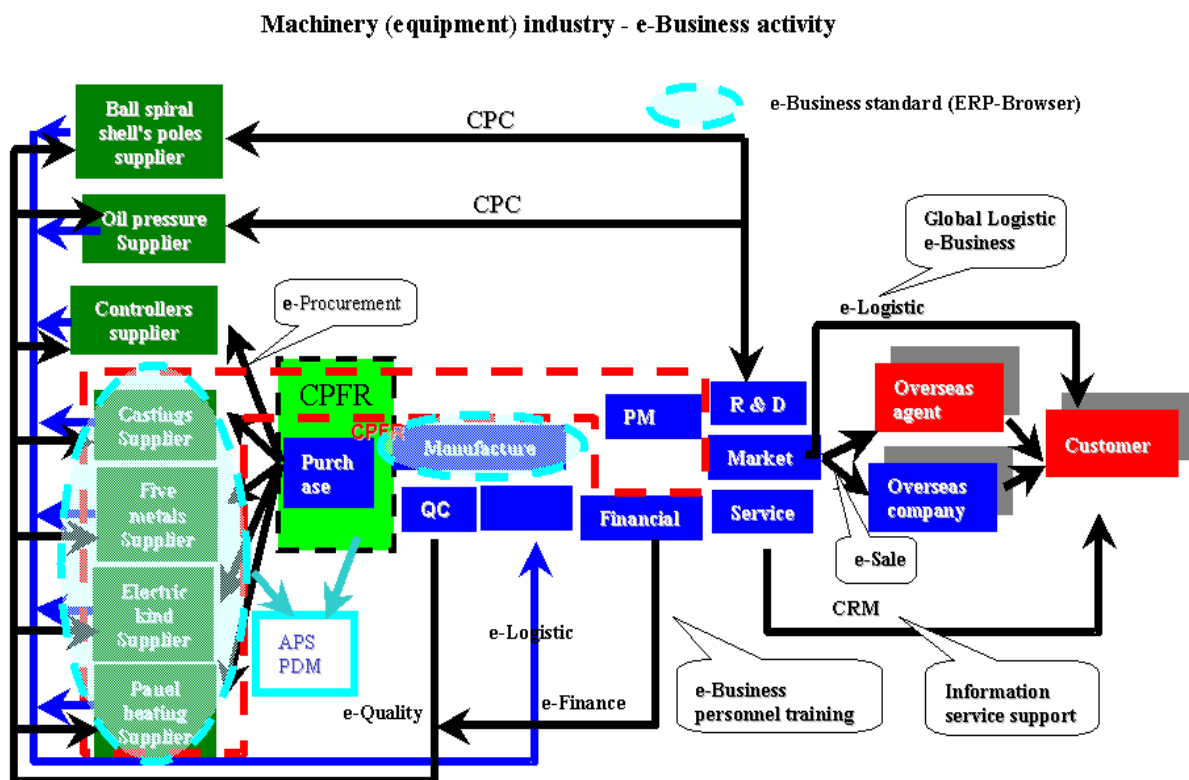 Machinery (equipment) industry - e-Business activity
Ball spiral
shell's poles
supplier
CPC
e-Business standard (ERP-Browser)
Oil pressure
Supplier
CPC
Global Logistic
e-Business
Controllers
supplier
e-Procurement
e-Logistic
CPFR
Castings
Supplier
CPFR
Manufacture
PM
R & D
Overseas
agent
Purch
ase
Market
Customer
Five
metals
Supplier
QC
Financial
Service
Overseas
company
e-Sale
Electric
kind
Supplier
APS
PDM
e-Logistic
CRM
Pauel
heating
Supplier
e-Quality
e-Finance
e-Business
personnel training
Information
service support